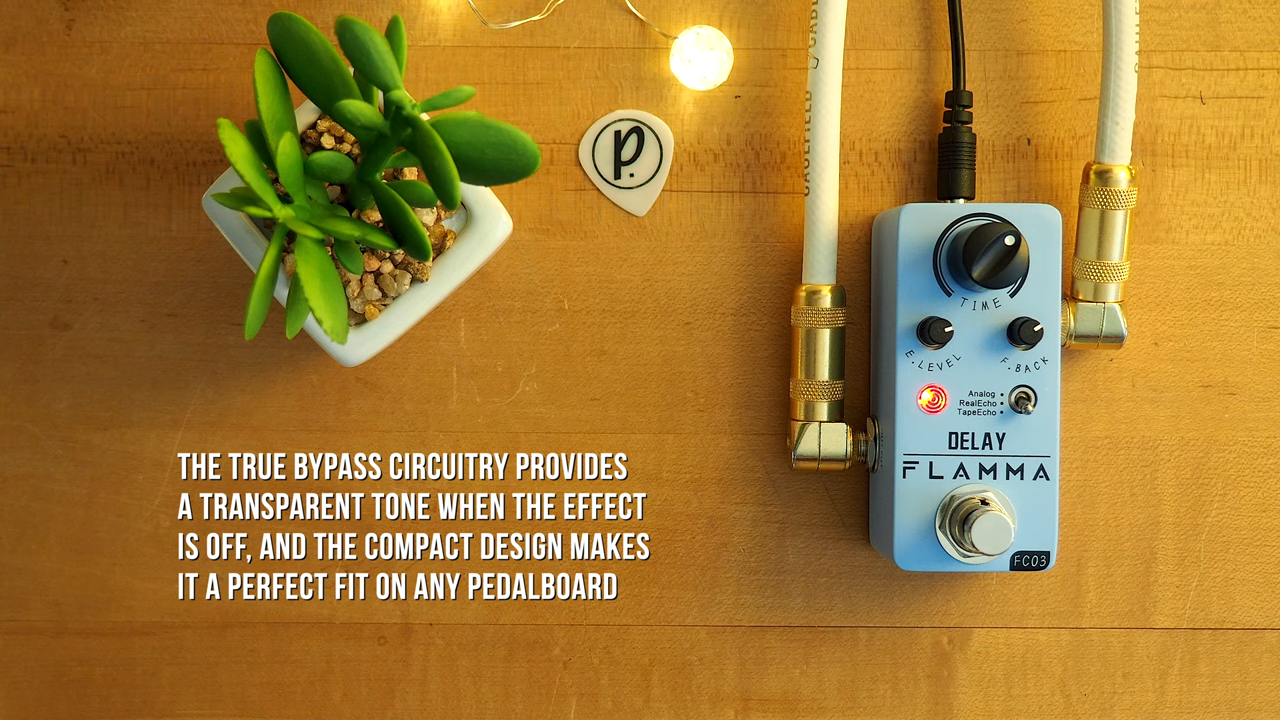 p.
GAULFIELD
TIME
E.LEVEL
F.BACK
Analog
RealEcho
TapeEcho
DELAY
FLAMMA
FC03
THE TRUE BYPASS CIRCUITRY PROVIDES
A TRANSPARENT TONE WHEN THE EFFECT
IS OFF, AND THE COMPACT DESIGN MAKES
IT A PERFECT FIT ON ANY PEDALBOARD